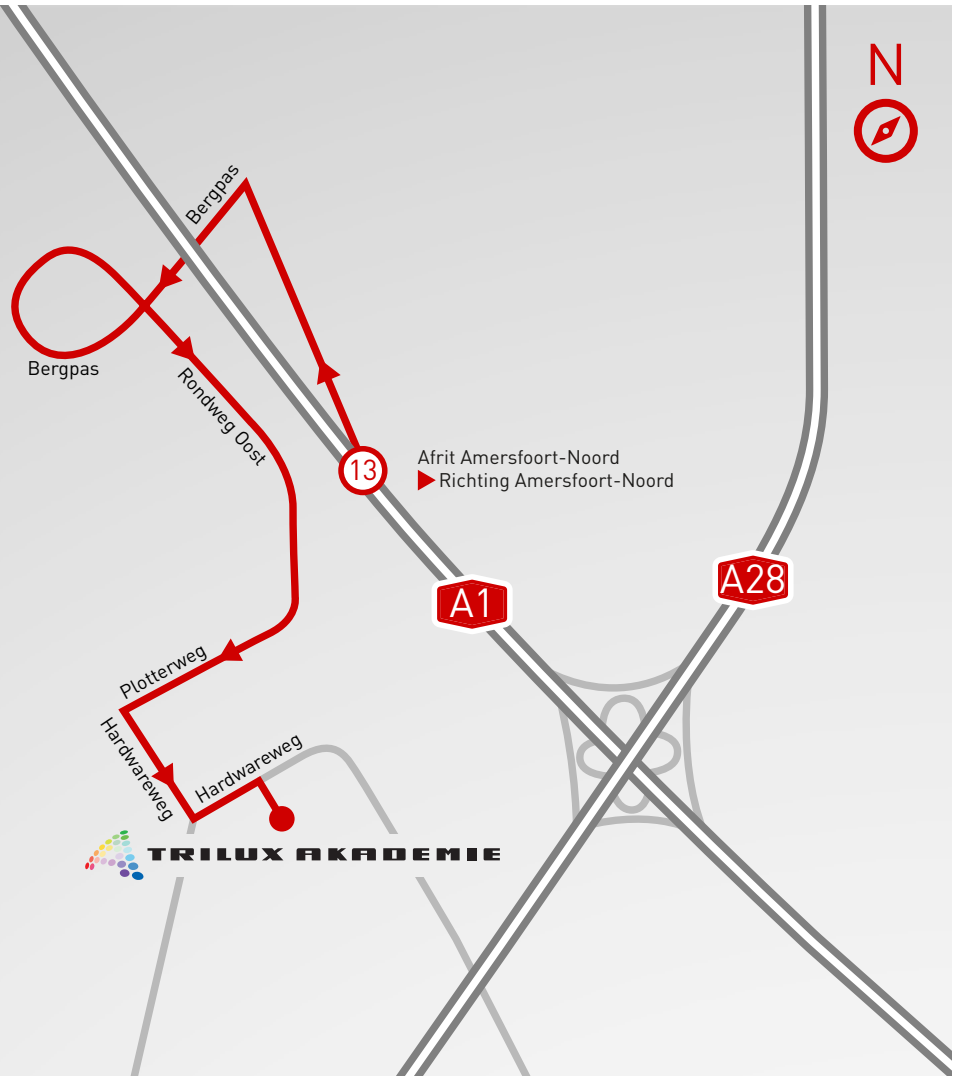 N
Bergpas
Bergpas
Rondweg Oost
13
Afrit Amersfoort-Noord
Richting Amersfoort-Noord
A28
A1
Plotterweg
Hardwareweg
Hardwareweg
TRILUX AKADEMIE